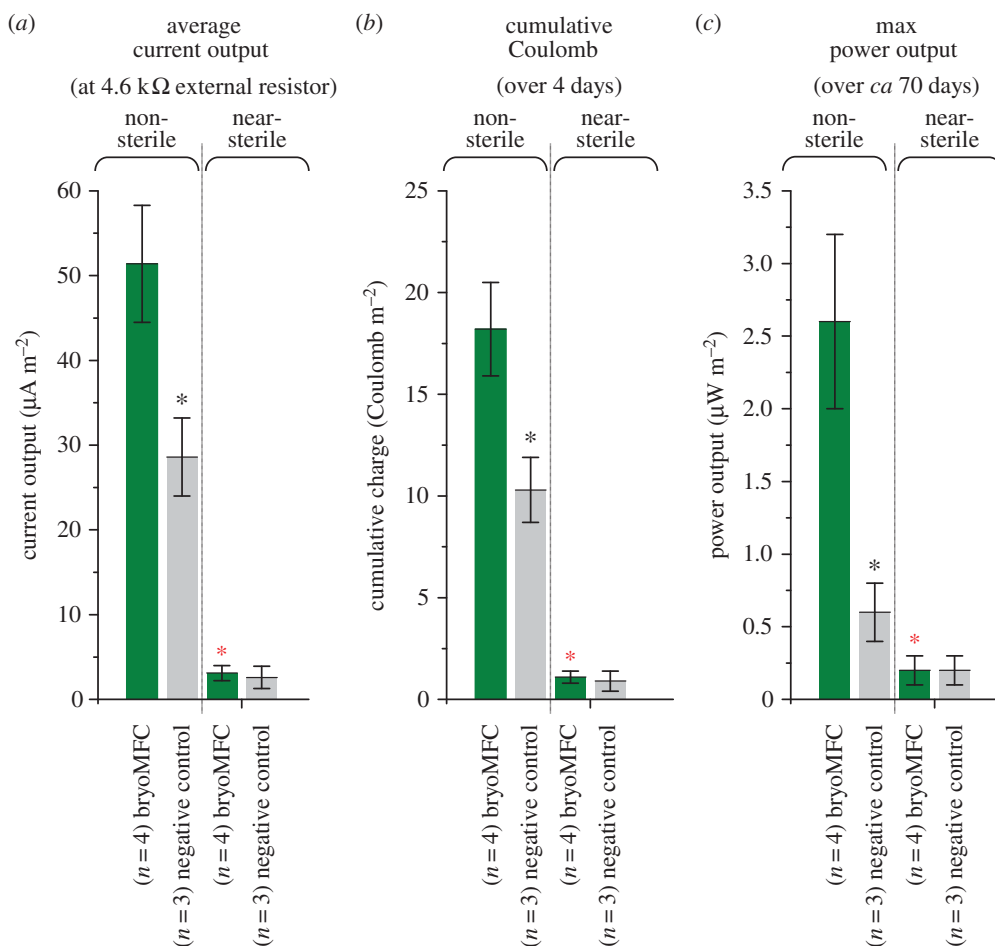 (a) average
current output
(at 4.6 kΩ external resistor)
non-
sterile
near-
sterile
60
50
40
30
20
10
0
current output (μA m⁻²)
*
*
(n = 4) bryoMFC
(n = 3) negative control
(n = 4) bryoMFC
(n = 3) negative control
(b) cumulative
Coulomb
(over 4 days)
non-
sterile
near-
sterile
25
20
15
10
5
0
cumulative charge (Coulomb m⁻²)
*
*
(n = 4) bryoMFC
(n = 3) negative control
(n = 4) bryoMFC
(n = 3) negative control
(c) max
power output
(over ca 70 days)
non-
sterile
near-
sterile
3.5
3.0
2.5
2.0
1.5
1.0
0.5
0
power output (μW m⁻²)
*
*
(n = 4) bryoMFC
(n = 3) negative control
(n = 4) bryoMFC
(n = 3) negative control